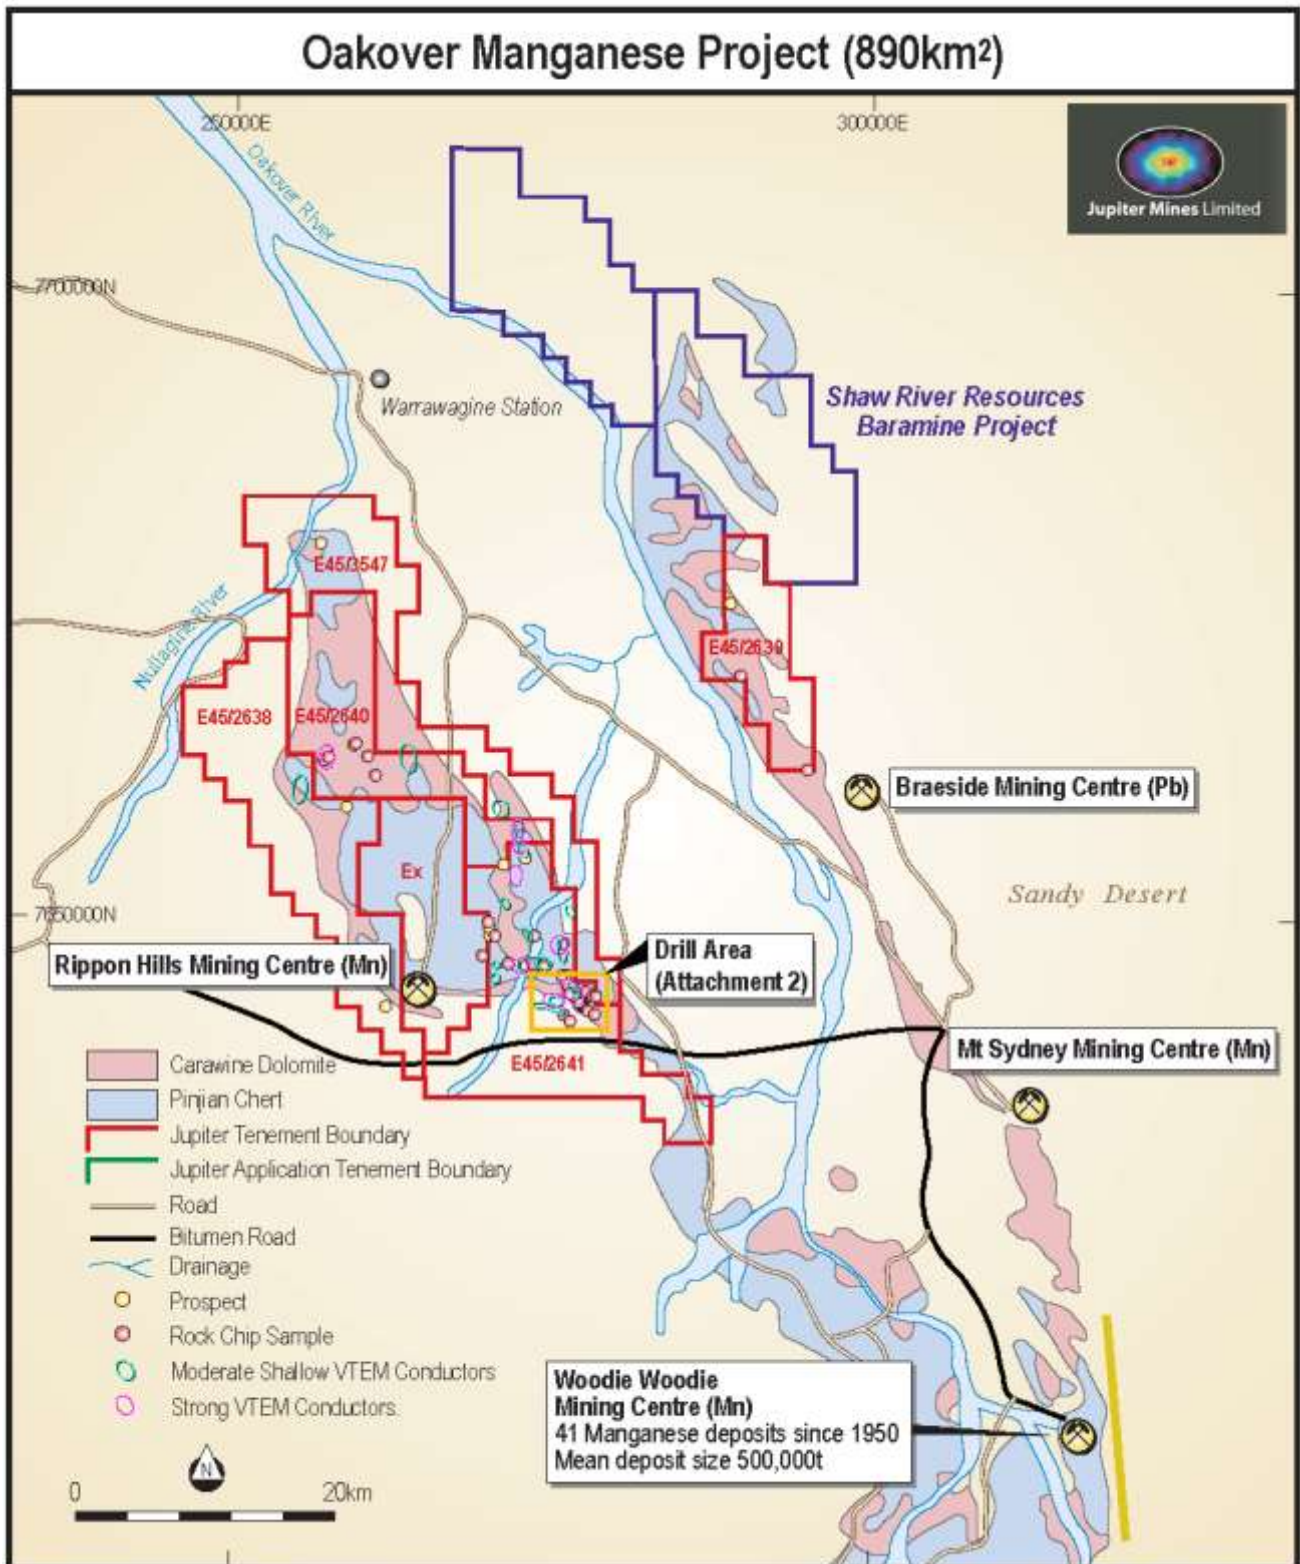 Oakover Manganese Project (890km²)
250000E
300000E
Oakover River
Jupiter Mines Limited
7700000N
Warrawagine Station
Shaw River Resources
Baramine Project
E45/3547
Nullagine River
E45/2639
E45/2638
E45/2640
Braeside Mining Centre (Pb)
Ex
Sandy Desert
7650000N
Rippon Hills Mining Centre (Mn)
Drill Area
(Attachment 2)
Mt Sydney Mining Centre (Mn)
E45/2641
Carawine Dolomite
Pinjian Chert
Jupiter Tenement Boundary
Jupiter Application Tenement Boundary
Road
Bitumen Road
Drainage
Prospect
Rock Chip Sample
Moderate Shallow VTEM Conductors
Strong VTEM Conductors.
Woodie Woodie
Mining Centre (Mn)
41 Manganese deposits since 1950
Mean deposit size 500,000t
N
0 20km